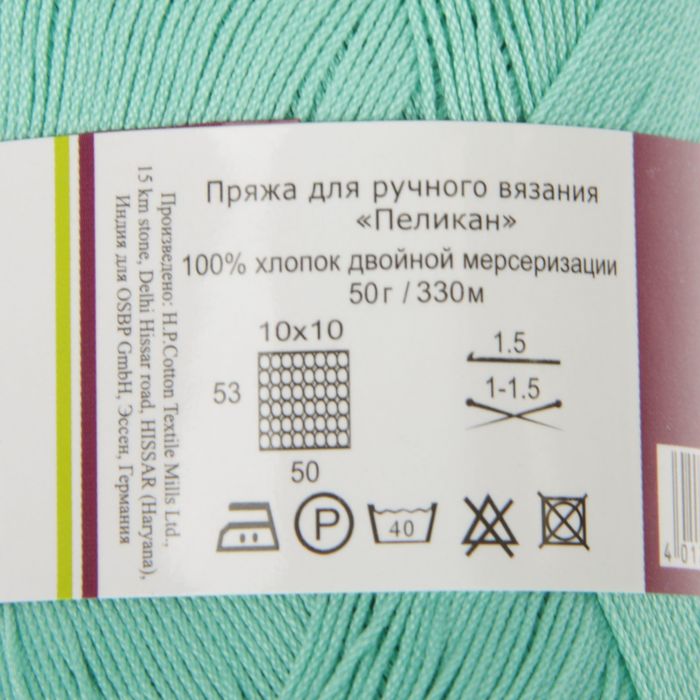 Пряжа для ручного вязания
«Пеликан»
100% хлопок двойной мерсеризации
50г / 330м
10x10
53
50
1.5
1-1.5
P
40
Произведено: H.P.Cotton Textile Mills Ltd.,
15 km stone, Delhi Hissar road, HISSAR (Haryana),
Индия для OSBP GmbH, Эссен, Германия
4 01